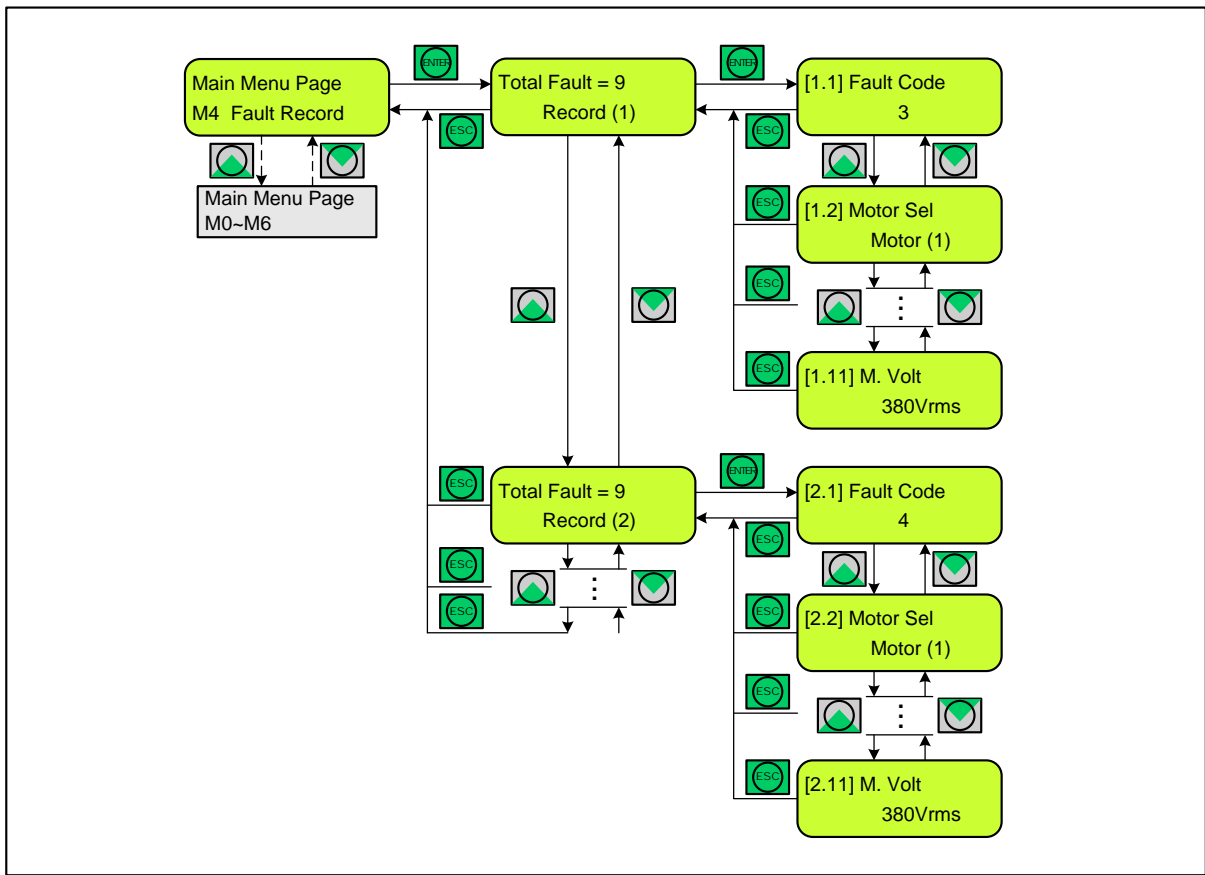 ENTER
ENTER
Main Menu Page
M4 Fault Record
Total Fault = 9
Record (1)
[1.1] Fault Code
3
ESC
ESC
Main Menu Page
M0~M6
ESC
[1.2] Motor Sel
Motor (1)
ESC
⋮
ESC
[1.11] M. Volt
380Vrms
ENTER
ESC
Total Fault = 9
Record (2)
[2.1] Fault Code
4
ESC
ESC
⋮
ESC
ESC
[2.2] Motor Sel
Motor (1)
ESC
⋮
ESC
[2.11] M. Volt
380Vrms